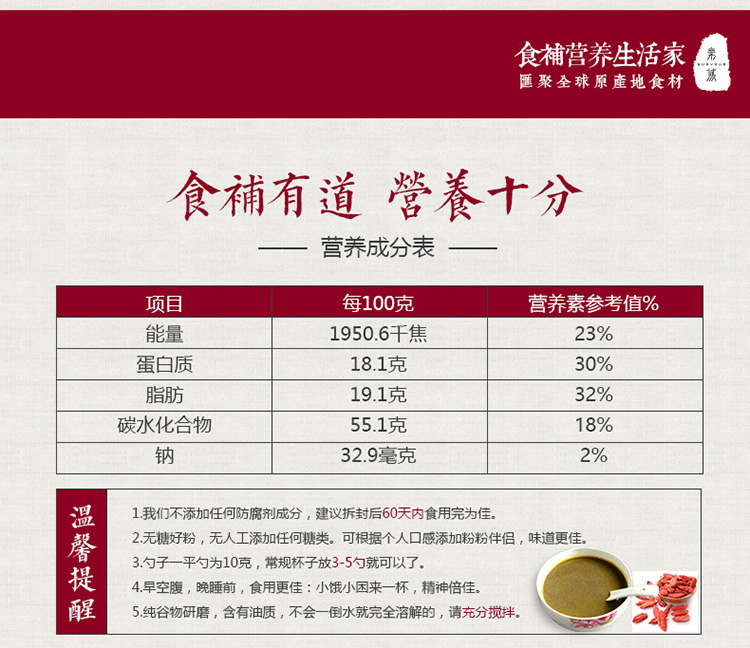 食補营养生活家
匯聚全球原產地食材
食補有道 營養十分
营养成分表
项目 每100克 营养素参考值%
能量 1950.6千焦 23%
蛋白质 18.1克 30%
脂肪 19.1克 32%
碳水化合物 55.1克 18%
钠 32.9毫克 2%
温馨提醒
1.我们不添加任何防腐剂成分，建议拆封后60天内食用完为佳。
2.无糖好粉，无人工添加任何糖类。可根据个人口感添加粉粉伴侣，味道更佳。
3.勺子一平勺为10克，常规杯子放3-5勺就可以了。
4.早空腹，晚睡前，食用更佳：小饿小困来一杯，精神倍佳。
5.纯谷物研磨，含有油质，不会一倒水就完全溶解的，请充分搅拌。